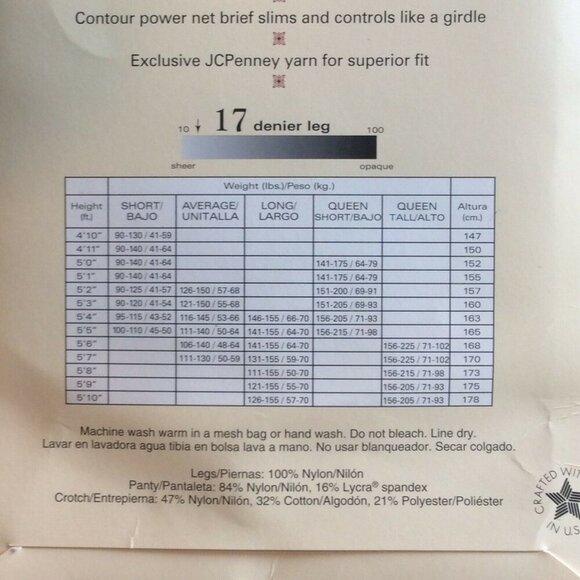 Contour power net brief slims and controls like a girdle
Exclusive JCPenney yarn for superior fit
10 17 denier leg 100
sheer opaque
Weight (lbs.)/Peso (kg.)
Height (ft.) SHORT/BAJO AVERAGE/UNITALLA LONG/LARGO QUEEN SHORT/BAJO QUEEN TALL/ALTO Altura (cm.)
4'10" 90-130 / 41-59 147
4'11" 90-140 / 41-64 150
5'0" 90-140 / 41-64 141-175 / 64-79 152
5'1" 90-140 / 41-64 141-175 / 64-79 155
5'2" 90-125 / 41-57 126-150 / 57-68 151-200 / 69-91 157
5'3" 90-120 / 41-54 121-150 / 55-68 151-205 / 69-93 160
5'4" 95-115 / 43-52 116-145 / 53-66 146-155 / 66-70 156-205 / 71-93 163
5'5" 100-110 / 45-50 111-140 / 50-64 141-155 / 64-70 156-215 / 71-98 165
5'6" 106-140 / 48-64 141-155 / 64-70 156-225 / 71-102 168
5'7" 111-130 / 50-59 131-155 / 59-70 156-225 / 71-102 170
5'8" 111-155 / 50-70 156-215 / 71-98 173
5'9" 121-155 / 55-70 156-205 / 71-93 175
5'10" 126-155 / 57-70 156-205 / 71-93 178
Machine wash warm in a mesh bag or hand wash. Do not bleach. Line dry.
Lavar en lavadora agua tibia en bolsa lava a mano. No usar blanqueador. Secar colgado.
Legs/Piernas: 100% Nylon/Nilón
Panty/Pantaleta: 84% Nylon/Nilón, 16% Lycra® spandex
Crotch/Entrepierna: 47% Nylon/Nilón, 32% Cotton/Algodón, 21% Polyester/Poliéster
CRAFTED WITH
IN U.S.